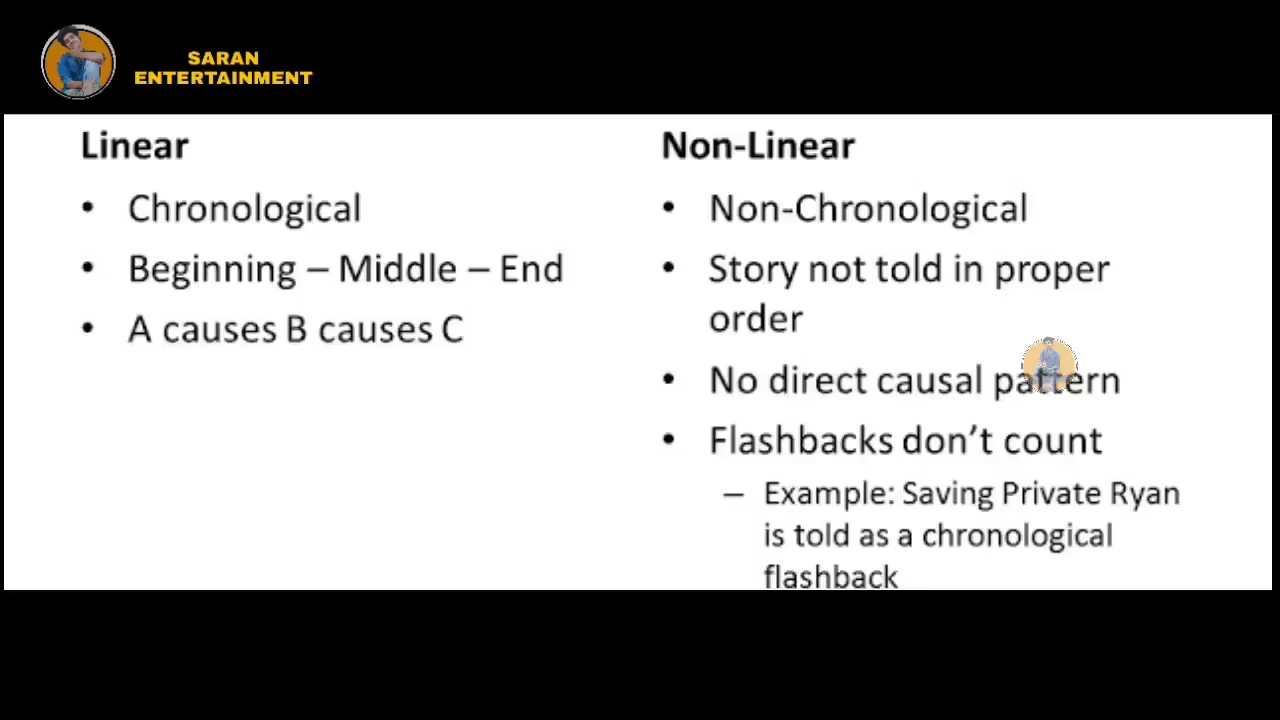 SARAN
ENTERTAINMENT
Linear
• Chronological
• Beginning – Middle – End
• A causes B causes C
Non-Linear
• Non-Chronological
• Story not told in proper
order
• No direct causal pattern
• Flashbacks don’t count
– Example: Saving Private Ryan
is told as a chronological
flashback